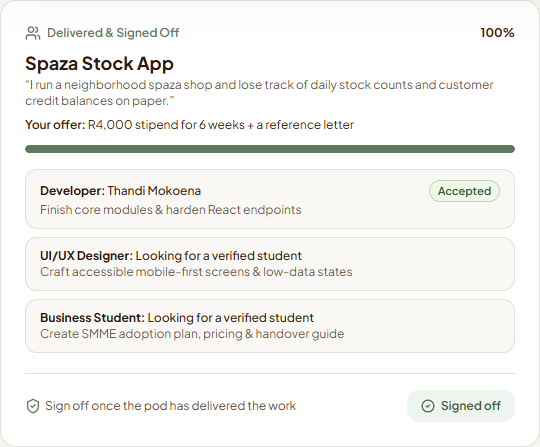 Delivered & Signed Off
100%
Spaza Stock App
"I run a neighborhood spaza shop and lose track of daily stock counts and customer
credit balances on paper."
Your offer: R4,000 stipend for 6 weeks + a reference letter
Developer: Thandi Mokoena
Accepted
Finish core modules & harden React endpoints
UI/UX Designer: Looking for a verified student
Craft accessible mobile-first screens & low-data states
Business Student: Looking for a verified student
Create SMME adoption plan, pricing & handover guide
Sign off once the pod has delivered the work
Signed off